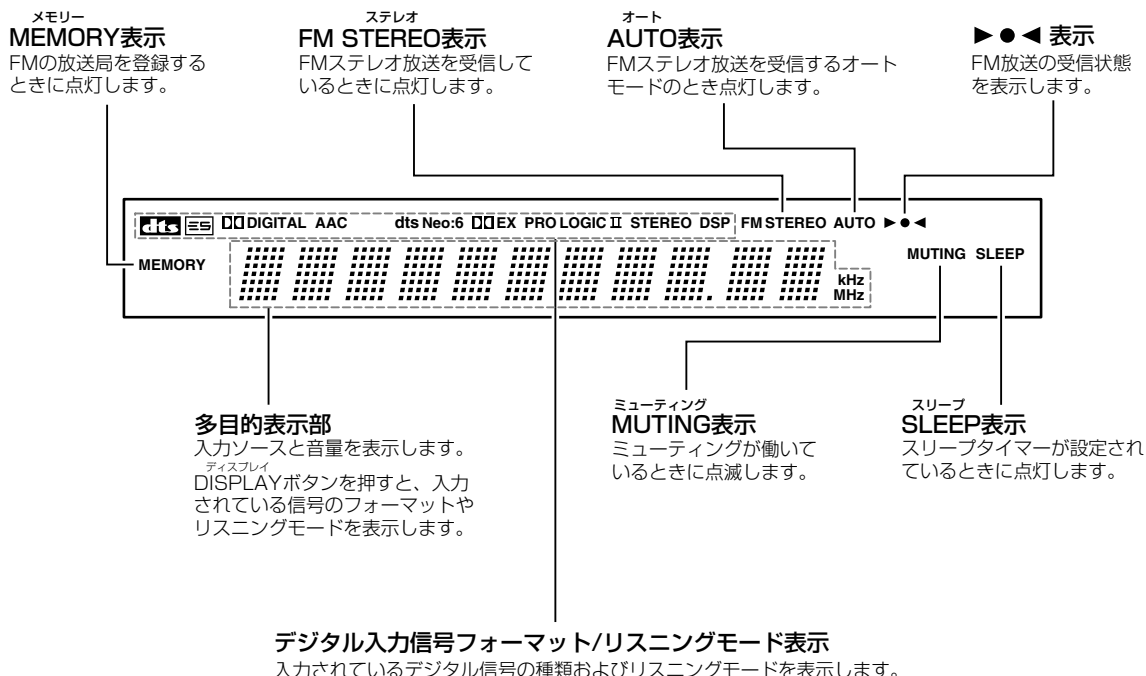 メモリー
MEMORY表示
FMの放送局を登録する
ときに点灯します。
ステレオ
FM STEREO表示
FMステレオ放送を受信して
いるときに点灯します。
オート
AUTO表示
FMステレオ放送を受信するオート
モードのとき点灯します。
►●◄ 表示
FM放送の受信状態
を表示します。
dts ES DIGITAL AAC dts Neo:6 EX PRO LOGIC II STEREO DSP FM STEREO AUTO ►●◄
MEMORY
kHz
MHz
MUTING SLEEP
多目的表示部
入力ソースと音量を表示します。
ディスプレイ
DISPLAYボタンを押すと、入力
されている信号のフォーマットや
リスニングモードを表示します。
ミューティング
MUTING表示
ミューティングが働いて
いるときに点滅します。
スリープ
SLEEP表示
スリープタイマーが設定され
ているときに点灯します。
デジタル入力信号フォーマット/リスニングモード表示
入力されているデジタル信号の種類およびリスニングモードを表示します。